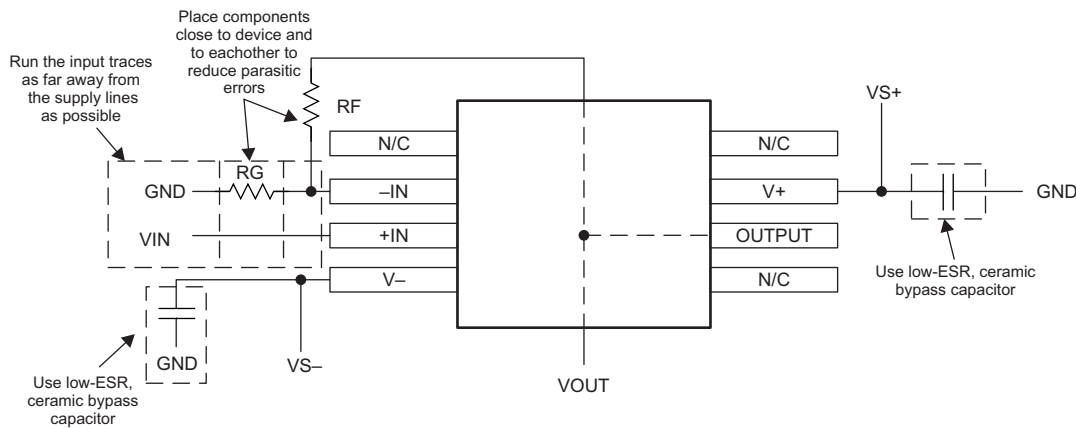 Place components
close to device and
to eachother to
reduce parasitic
errors
Run the input traces
as far away from
the supply lines
as possible
RF
VS+
N/C
N/C
RG
GND
–IN
V+
GND
VIN
+IN
OUTPUT
V–
N/C
Use low-ESR, ceramic
bypass capacitor
GND
VS–
VOUT
Use low-ESR,
ceramic bypass
capacitor